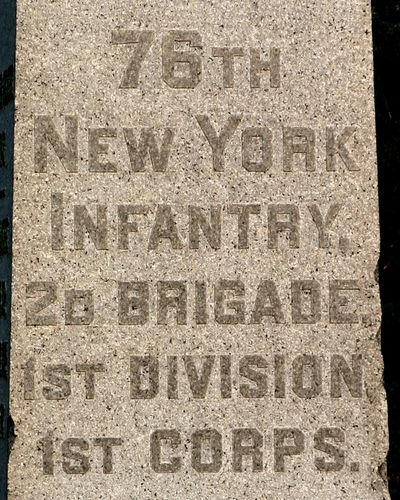 76TH
NEW YORK
INFANTRY.
2D BRIGADE.
1ST DIVISION
1ST CORPS.